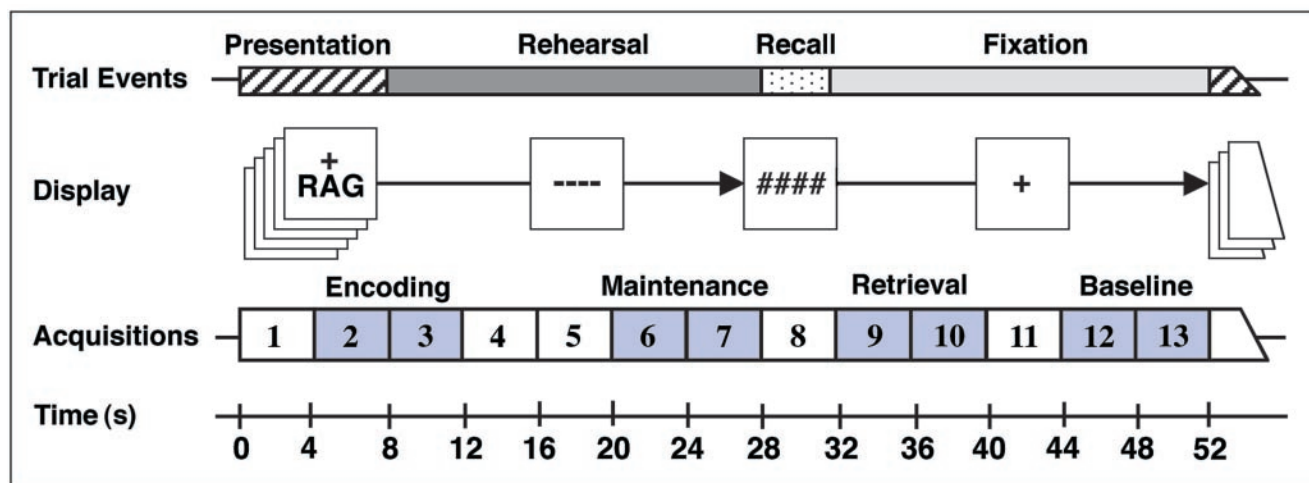 Presentation Rehearsal Recall Fixation
Trial Events
+
RAG
Display ---- #### +
Encoding Maintenance Retrieval Baseline
Acquisitions 1 2 3 4 5 6 7 8 9 10 11 12 13
Time (s)
0 4 8 12 16 20 24 28 32 36 40 44 48 52